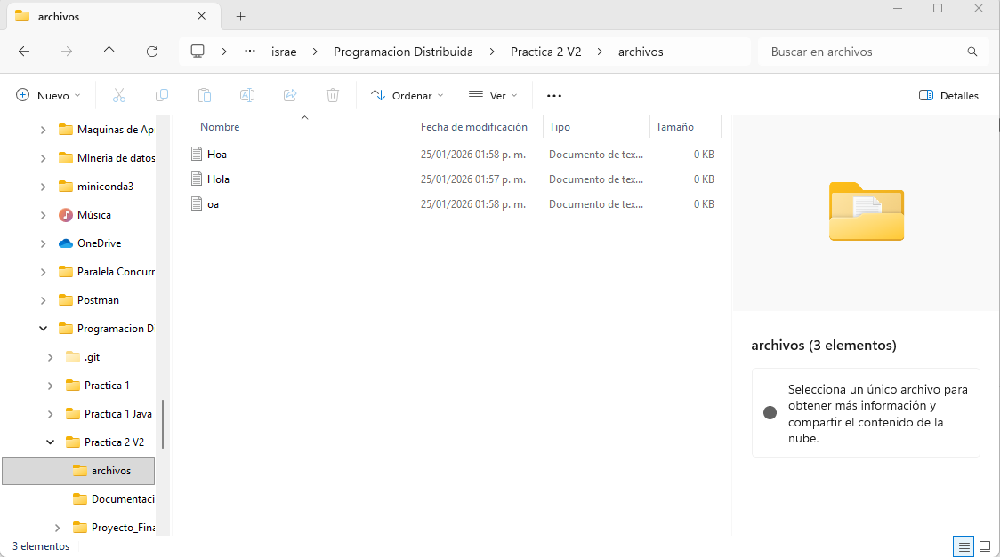 archivos
israe > Programacion Distribuida > Practica 2 V2 > archivos
Buscar en archivos
Nuevo
Ordenar
Ver
Detalles
Maquinas de Ap
MIneria de datos
miniconda3
Música
OneDrive
Paralela Concurr
Postman
Programacion D
.git
Practica 1
Practica 1 Java
Practica 2 V2
archivos
Documentaci
Proyecto_Fina
Nombre Fecha de modificación Tipo Tamaño
Hoa 25/01/2026 01:58 p. m. Documento de tex... 0 KB
Hola 25/01/2026 01:57 p. m. Documento de tex... 0 KB
oa 25/01/2026 01:58 p. m. Documento de tex... 0 KB
archivos (3 elementos)
Selecciona un único archivo para
obtener más información y
compartir el contenido de la
nube.
3 elementos